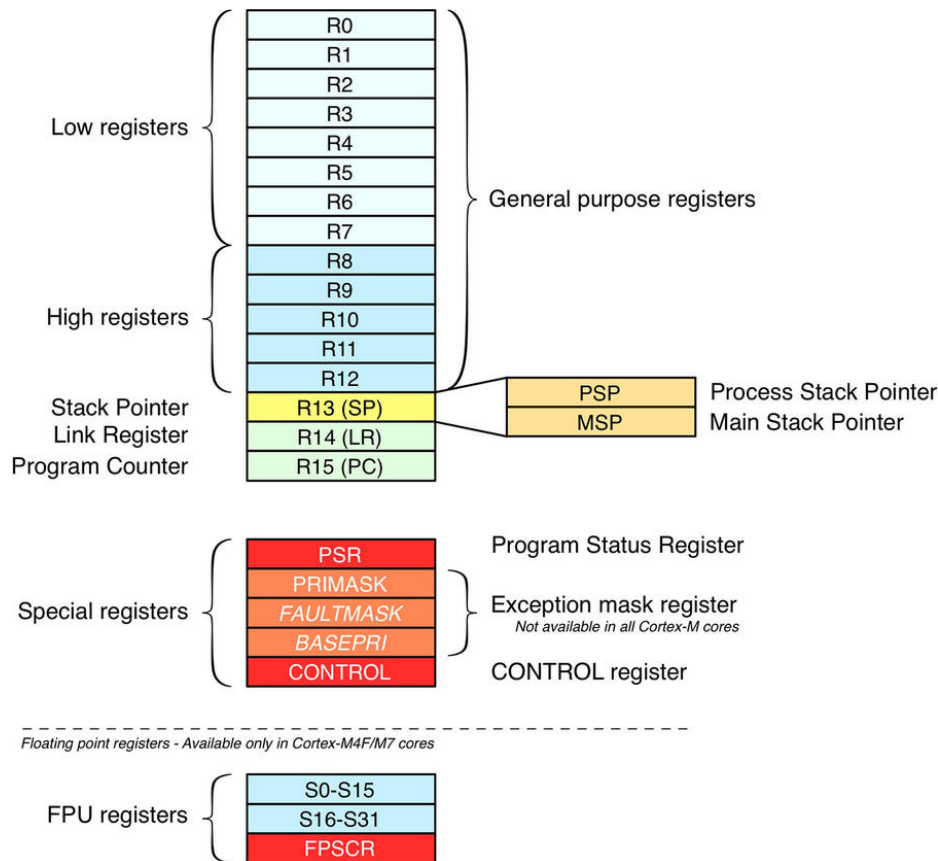 R0
R1
R2
R3
Low registers
R4
R5
R6
General purpose registers
R7
R8
R9
High registers
R10
R11
R12
PSP
Process Stack Pointer
Stack Pointer
R13 (SP)
MSP
Main Stack Pointer
Link Register
R14 (LR)
Program Counter
R15 (PC)
PSR
Program Status Register
PRIMASK
Special registers
FAULTMASK
Exception mask register
Not available in all Cortex-M cores
BASEPRI
CONTROL
CONTROL register
Floating point registers - Available only in Cortex-M4F/M7 cores
S0-S15
FPU registers
S16-S31
FPSCR